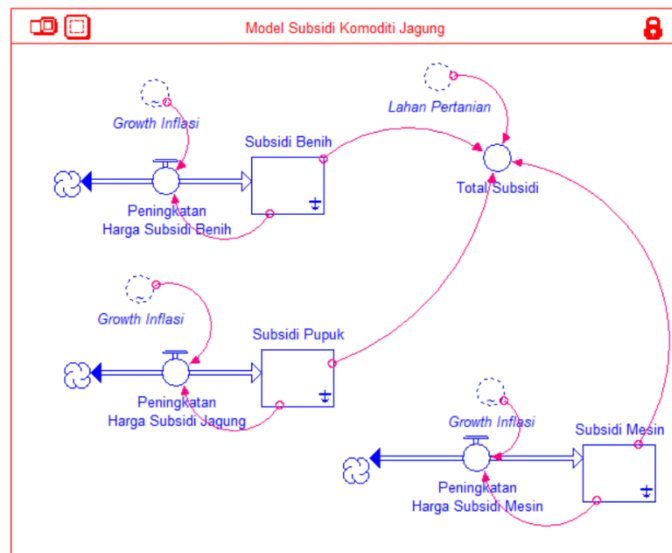 Model Subsidi Komoditi Jagung
Growth Inflasi
Lahan Pertanian
Subsidi Benih
Total Subsidi
Peningkatan
Harga Subsidi Benih
Growth Inflasi
Subsidi Pupuk
Peningkatan
Harga Subsidi Jagung
Growth Inflasi
Subsidi Mesin
Peningkatan
Harga Subsidi Mesin